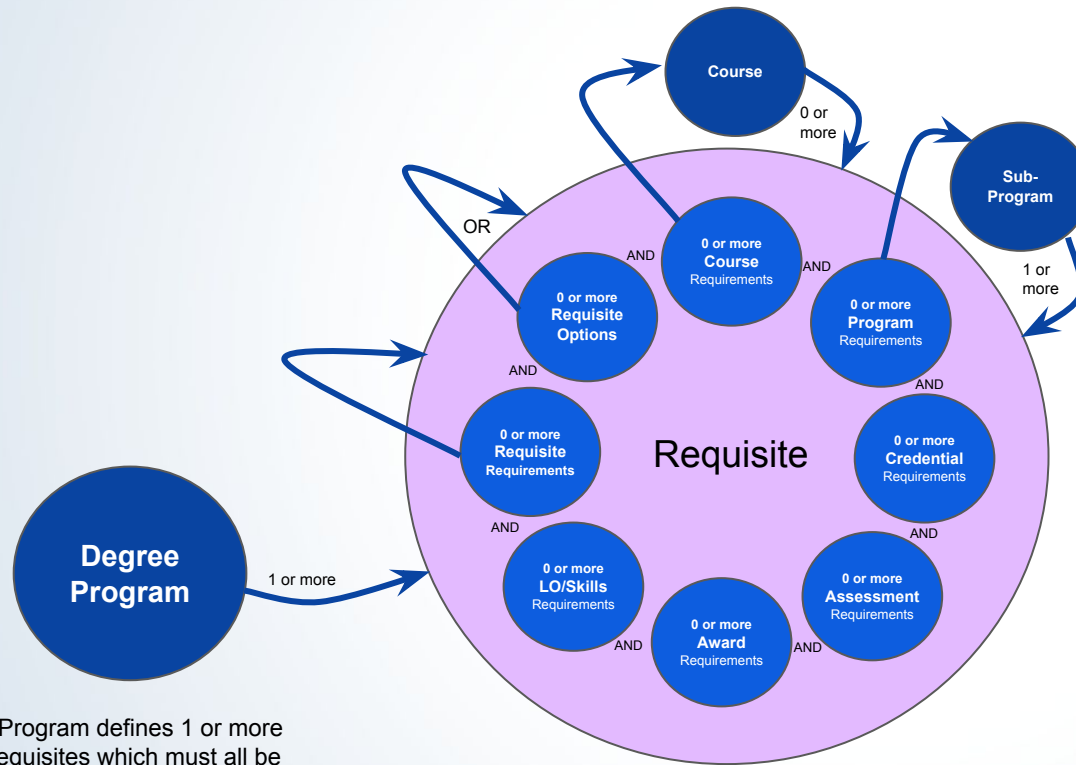 Course
0 or
more
Sub-
Program
1 or
more
OR
AND
0 or more
Course
Requirements
AND
0 or more
Requisite
Options
0 or more
Program
Requirements
AND
AND
0 or more
Requisite
Requirements
Requisite
0 or more
Credential
Requirements
AND
AND
Degree
Program
1 or more
0 or more
LO/Skills
Requirements
0 or more
Assessment
Requirements
AND
0 or more
Award
Requirements
AND
Program defines 1 or more
equisites which must all be